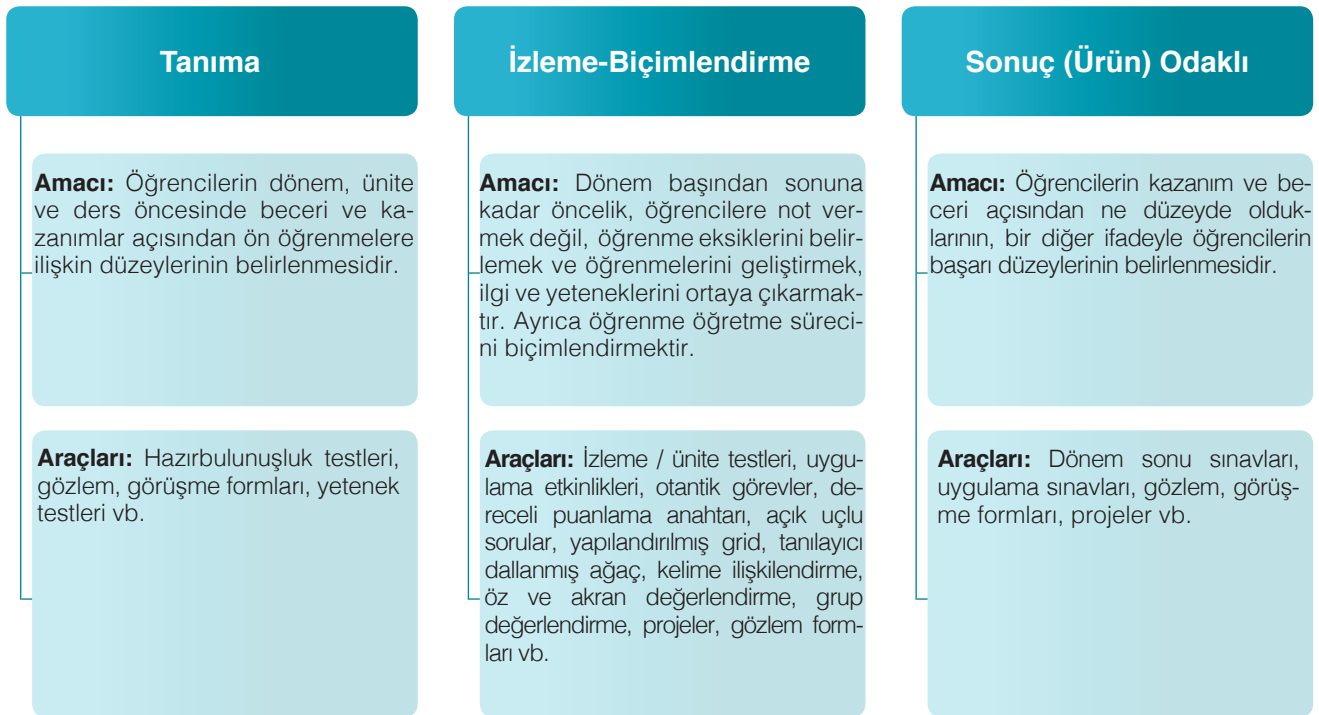 Tanıma
Amacı: Öğrencilerin dönem, ünite
ve ders öncesinde beceri ve ka-
zanımlar açısından ön öğrenmelere
ilişkin düzeylerinin belirlenmesidir.
Araçları: Hazırbulunuşluk testleri,
gözlem, görüşme formları, yetenek
testleri vb.
İzleme-Biçimlendirme
Amacı: Dönem başından sonuna
kadar öncelik, öğrencilere not ver-
mek değil, öğrenme eksiklerini belir-
lemek ve öğrenmelerini geliştirmek,
ilgi ve yeteneklerini ortaya çıkarmak-
tır. Ayrıca öğrenme öğretme süreci-
ni biçimlendirmektir.
Araçları: İzleme / ünite testleri, uygu-
lama etkinlikleri, otantik görevler, de-
receli puanlama anahtarı, açık uçlu
sorular, yapılandırılmış grid, tanılayıcı
dallanmış ağaç, kelime ilişkilendirme,
öz ve akran değerlendirme, grup
değerlendirme, projeler, gözlem form-
ları vb.
Sonuç (Ürün) Odaklı
Amacı: Öğrencilerin kazanım ve be-
ceri açısından ne düzeyde olduk-
larının, bir diğer ifadeyle öğrencilerin
başarı düzeylerinin belirlenmesidir.
Araçları: Dönem sonu sınavları,
uygulama sınavları, gözlem, görüş-
me formları, projeler vb.